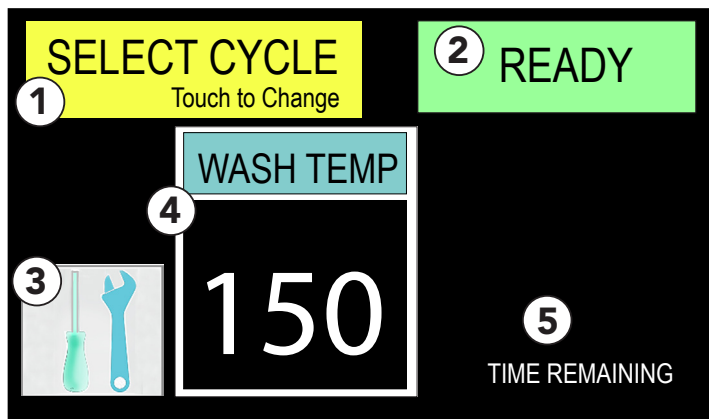 SELECT CYCLE
Touch to Change
1
2
READY
WASH TEMP
4
150
3
5
TIME REMAINING